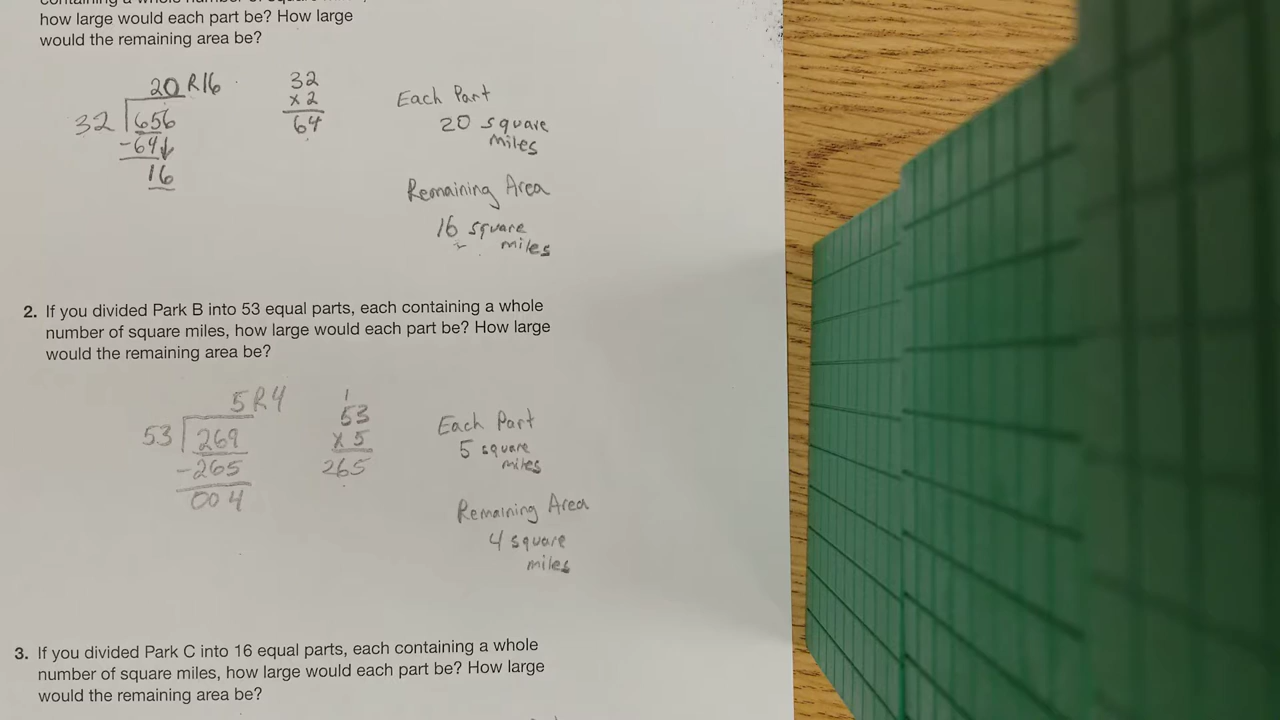 how large would each part be? How large
would the remaining area be?
20 R16
32 656
-64
16
32
x 2
64
Each Part
20 square
miles
Remaining Area
16 square
miles
2. If you divided Park B into 53 equal parts, each containing a whole
number of square miles, how large would each part be? How large
would the remaining area be?
5 R4
53 269
-265
004
1
53
x 5
265
Each Part
5 square
miles
Remaining Area
4 square
miles
3. If you divided Park C into 16 equal parts, each containing a whole
number of square miles, how large would each part be? How large
would the remaining area be?